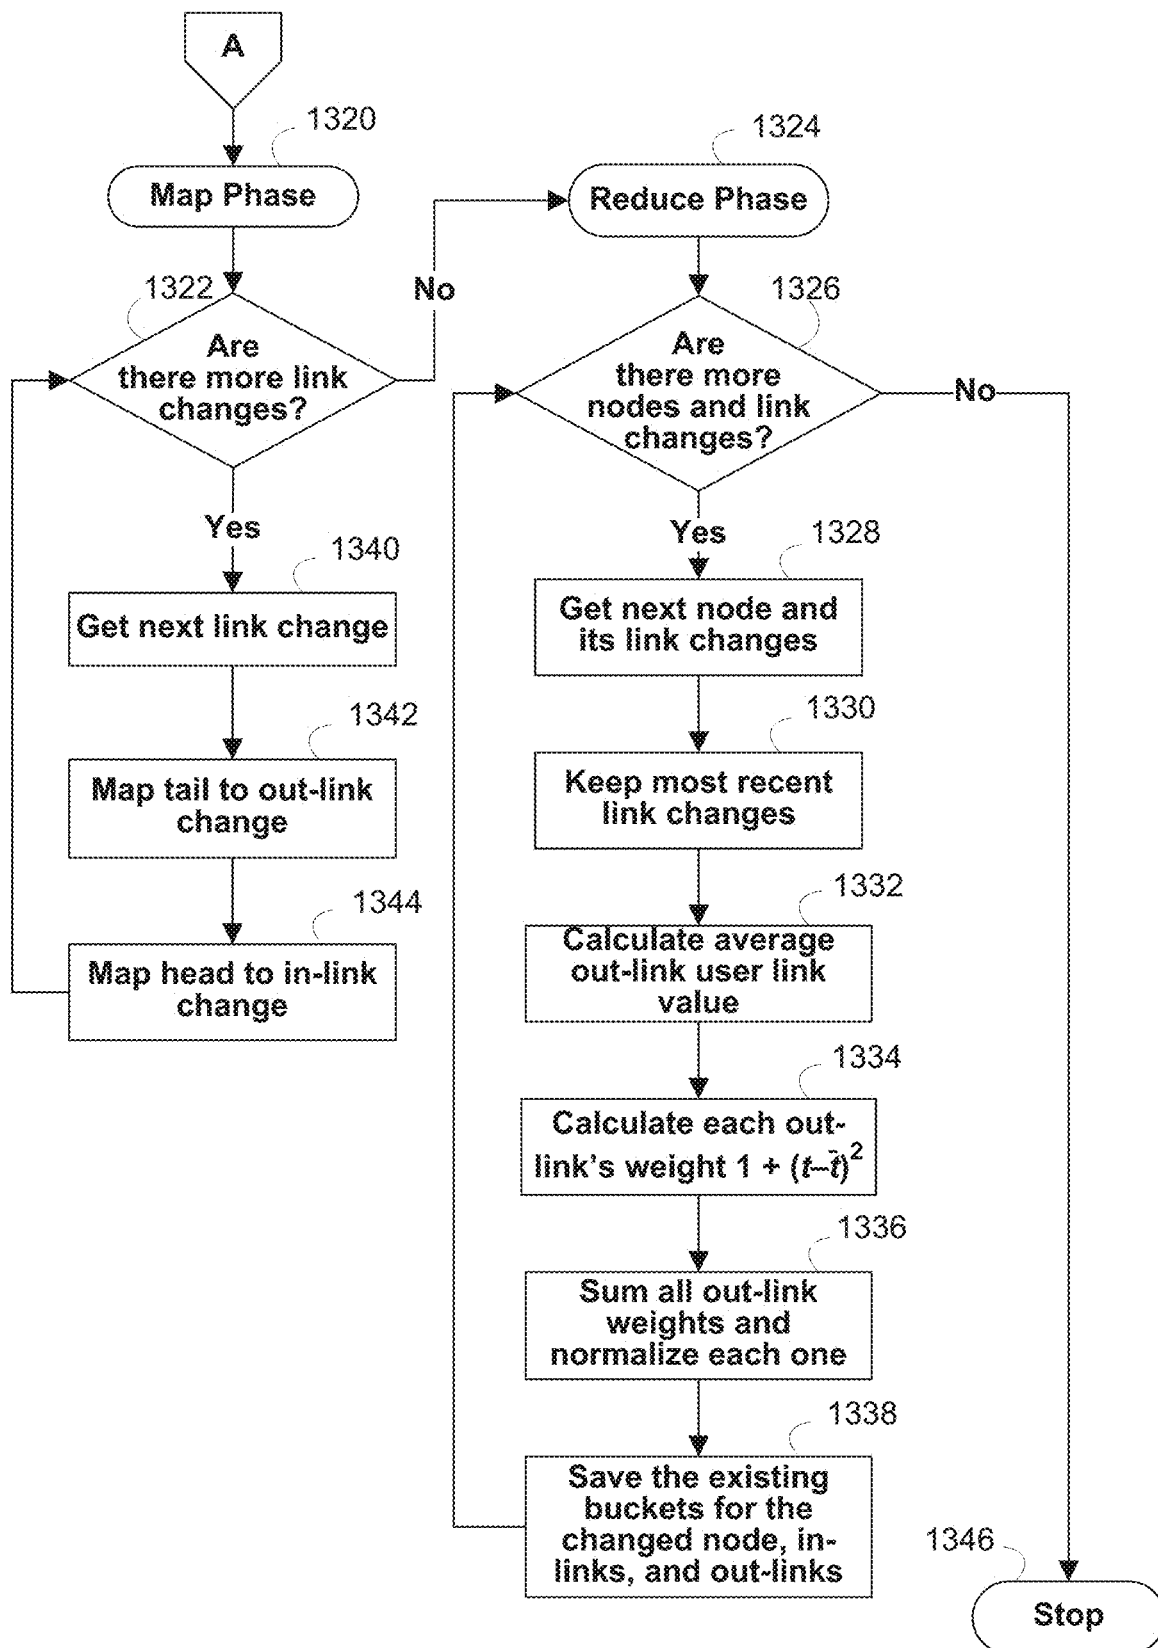 A
1320
Map Phase
1322
Are
there more link
changes?
No
Yes
1340
Get next link change
1342
Map tail to out-link
change
1344
Map head to in-link
change
1324
Reduce Phase
1326
Are
there more
nodes and link
changes?
No
Yes
1328
Get next node and
its link changes
1330
Keep most recent
link changes
1332
Calculate average
out-link user link
value
1334
Calculate each out-
link's weight 1 + (t–t̄)²
1336
Sum all out-link
weights and
normalize each one
1338
Save the existing
buckets for the
changed node, in-
links, and out-links
1346
Stop